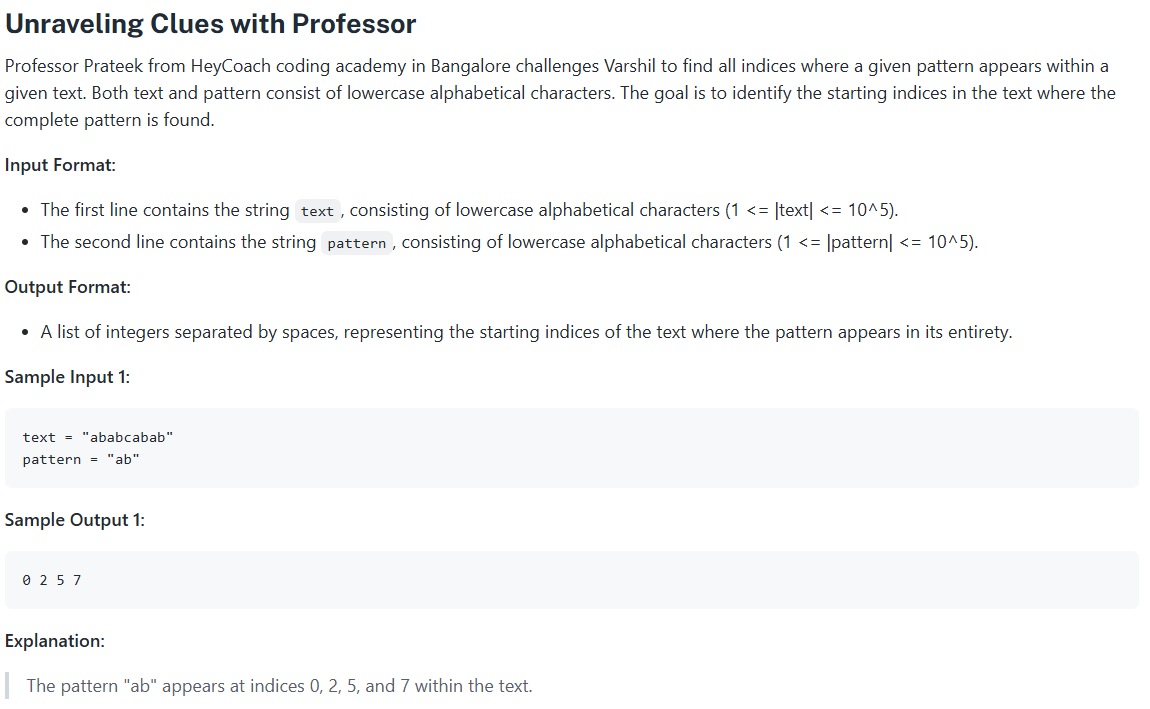 Unraveling Clues with Professor
Professor Prateek from HeyCoach coding academy in Bangalore challenges Varshil to find all indices where a given pattern appears within a
given text. Both text and pattern consist of lowercase alphabetical characters. The goal is to identify the starting indices in the text where the
complete pattern is found.
Input Format:
• The first line contains the string text, consisting of lowercase alphabetical characters (1 <= |text| <= 10^5).
• The second line contains the string pattern, consisting of lowercase alphabetical characters (1 <= |pattern| <= 10^5).
Output Format:
• A list of integers separated by spaces, representing the starting indices of the text where the pattern appears in its entirety.
Sample Input 1:
text = "ababcabab"
pattern = "ab"
Sample Output 1:
0 2 5 7
Explanation:
The pattern "ab" appears at indices 0, 2, 5, and 7 within the text.